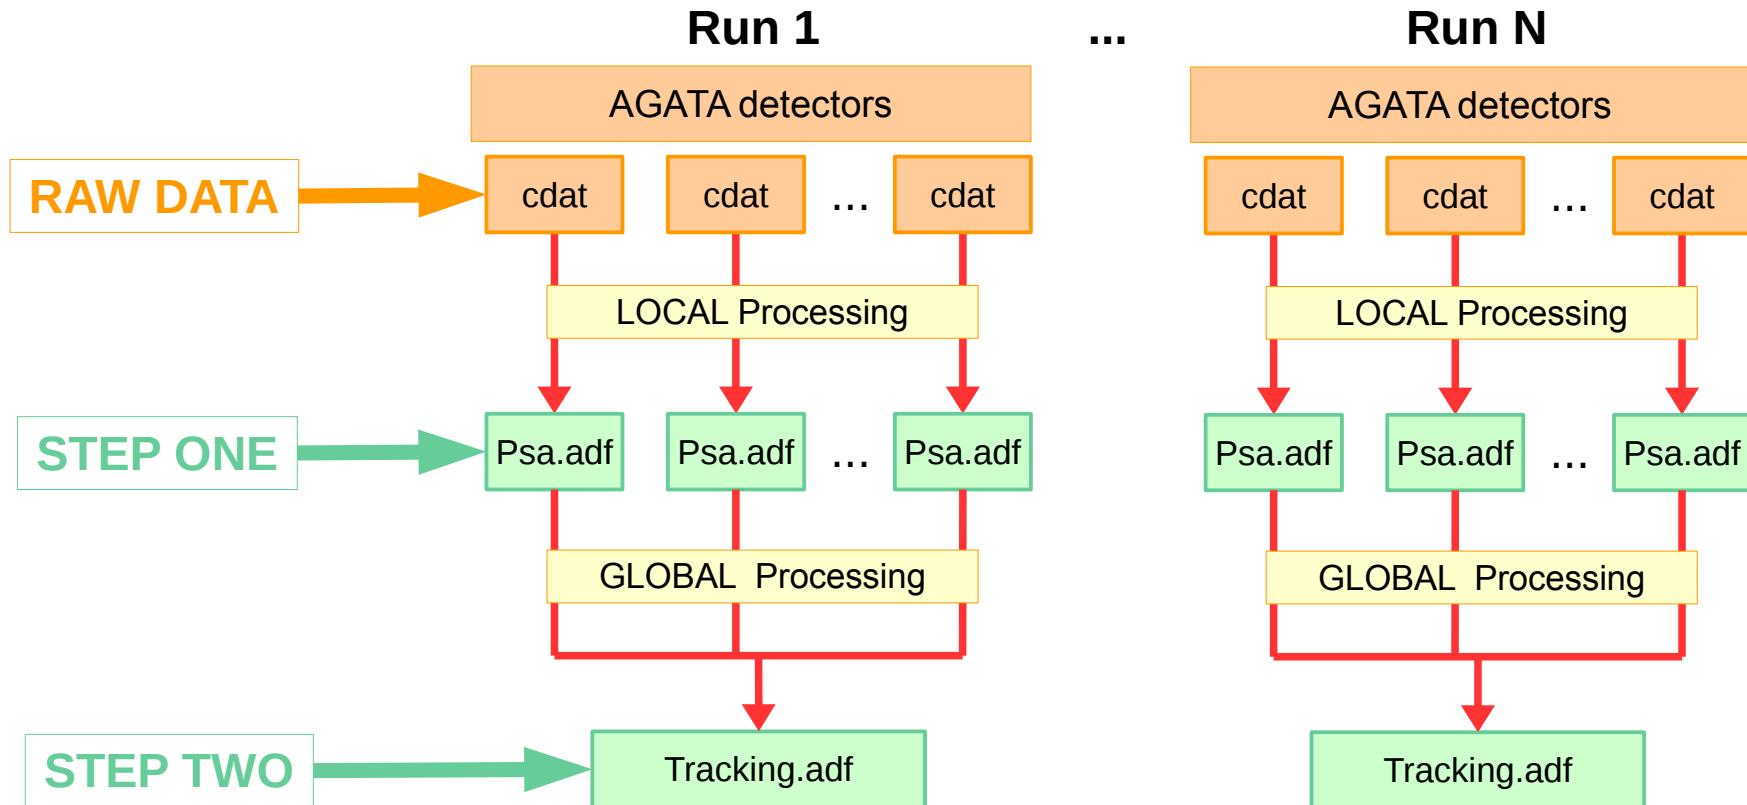 Run 1 ... Run N
AGATA detectors AGATA detectors
RAW DATA cdat cdat ... cdat cdat cdat ... cdat
LOCAL Processing LOCAL Processing
STEP ONE Psa.adf Psa.adf ... Psa.adf Psa.adf Psa.adf ... Psa.adf
GLOBAL Processing GLOBAL Processing
STEP TWO Tracking.adf Tracking.adf